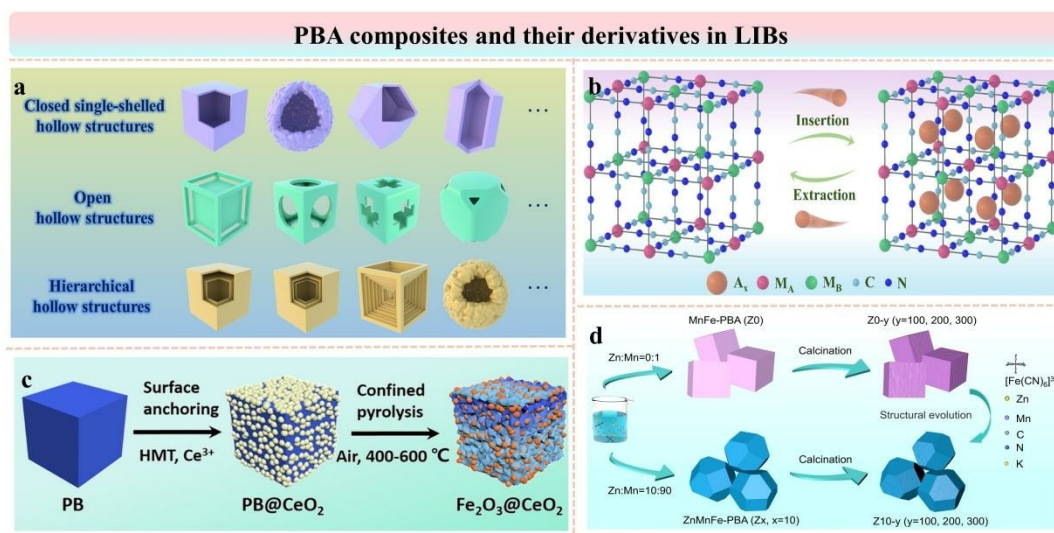 PBA composites and their derivatives in LIBs
a
Closed single-shelled
hollow structures
...
Open
hollow structures
...
Hierarchical
hollow structures
...
b
Insertion
Extraction
Aₓ M_A M_B C N
c
Surface
anchoring
HMT, Ce³⁺
Confined
pyrolysis
Air, 400-600 ℃
PB
PB@CeO₂
Fe₂O₃@CeO₂
d
MnFe-PBA (Z0)
Z0-y (y=100, 200, 300)
Zn:Mn=0:1
Calcination
Structural evolution
Zn:Mn=10:90
Calcination
ZnMnFe-PBA (Zx, x=10)
Z10-y (y=100, 200, 300)
[Fe(CN)₆]³
Zn
Mn
C
N
K